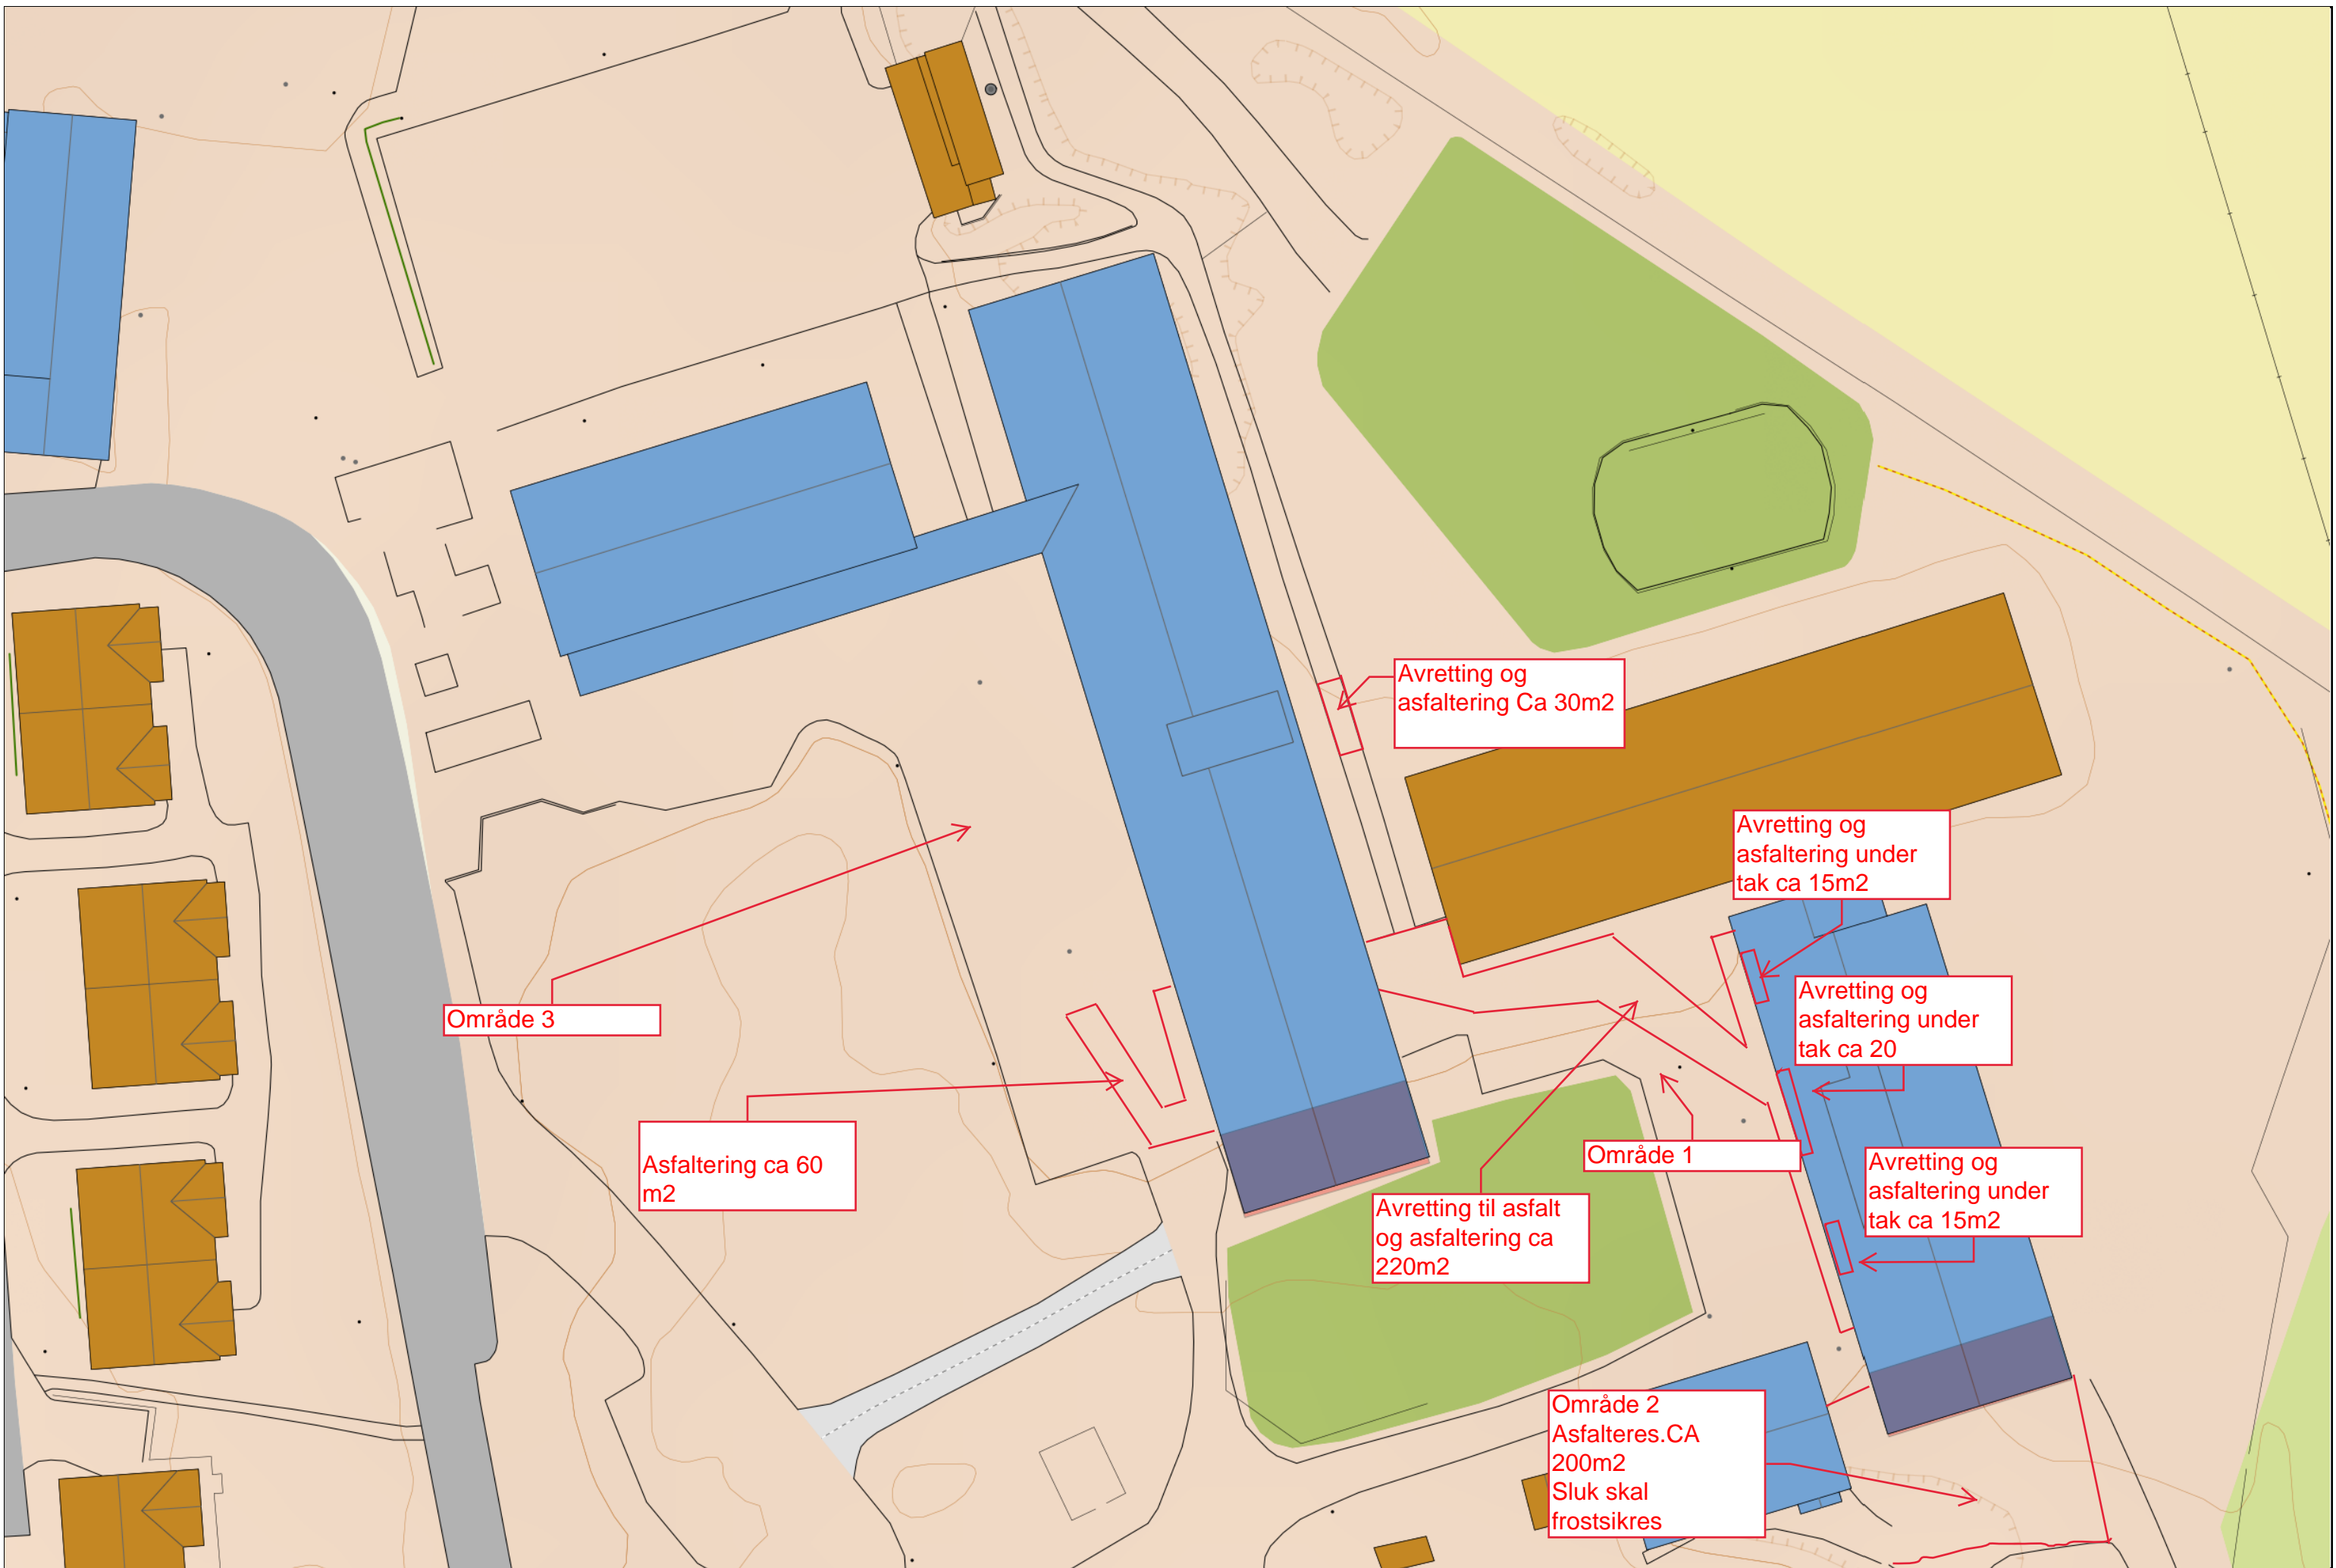 Avretting og
asfaltering Ca 30m2
Avretting og
asfaltering under
tak ca 15m2
Avretting og
asfaltering under
tak ca 20
Område 3
Asfaltering ca 60
m2
Område 1
Avretting og
asfaltering under
tak ca 15m2
Avretting til asfalt
og asfaltering ca
220m2
Område 2
Asfalteres.CA
200m2
Sluk skal
frostsikres